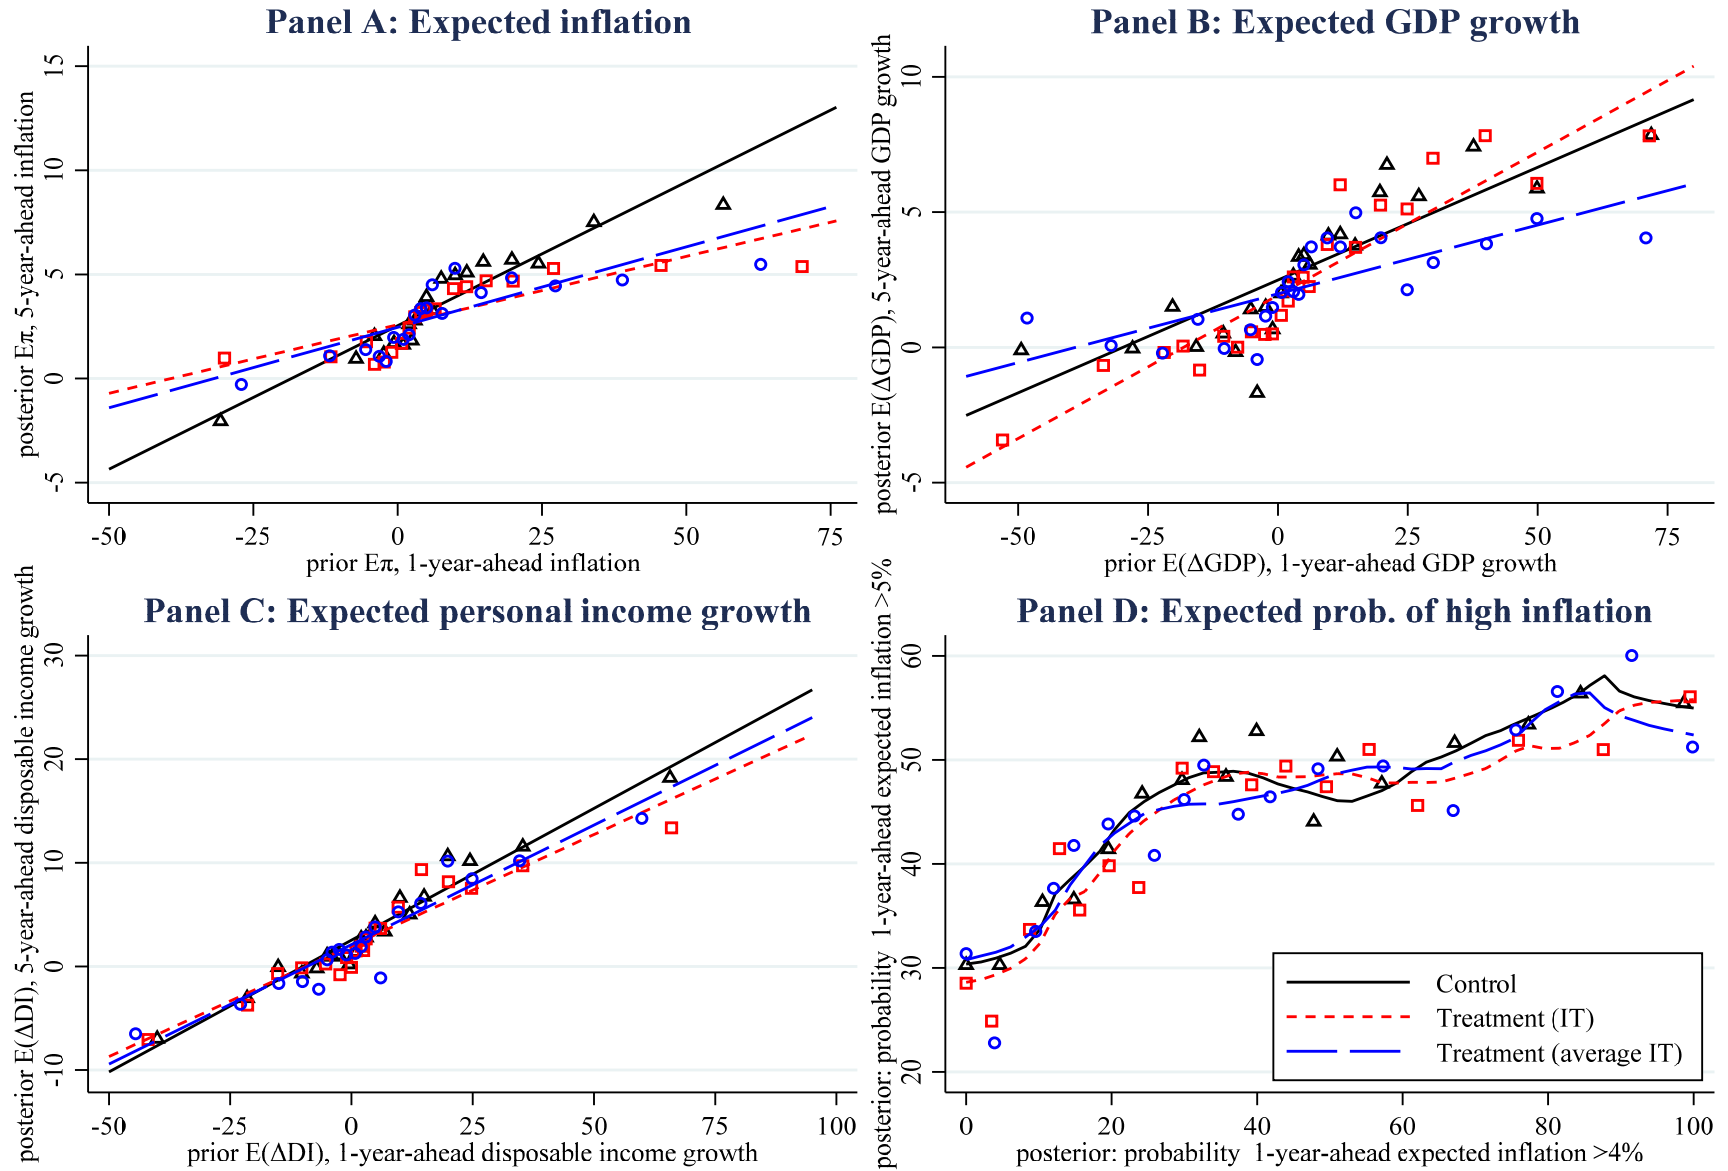 Panel A: Expected inflation
posterior Eπ, 5-year-ahead inflation
15
10
5
0
-5
-50
-25
0
25
50
75
prior Eπ, 1-year-ahead inflation
Panel B: Expected GDP growth
posterior E(ΔGDP), 5-year-ahead GDP growth
10
5
0
-5
-50
-25
0
25
50
75
prior E(ΔGDP), 1-year-ahead GDP growth
Panel C: Expected personal income growth
posterior E(ΔDI), 5-year-ahead disposable income growth
30
20
10
0
-10
-50
-25
0
25
50
75
100
prior E(ΔDI), 1-year-ahead disposable income growth
Panel D: Expected prob. of high inflation
posterior: probability 1-year-ahead expected inflation >5%
60
50
40
30
20
0
20
40
60
80
100
posterior: probability 1-year-ahead expected inflation >4%
Control
Treatment (IT)
Treatment (average IT)